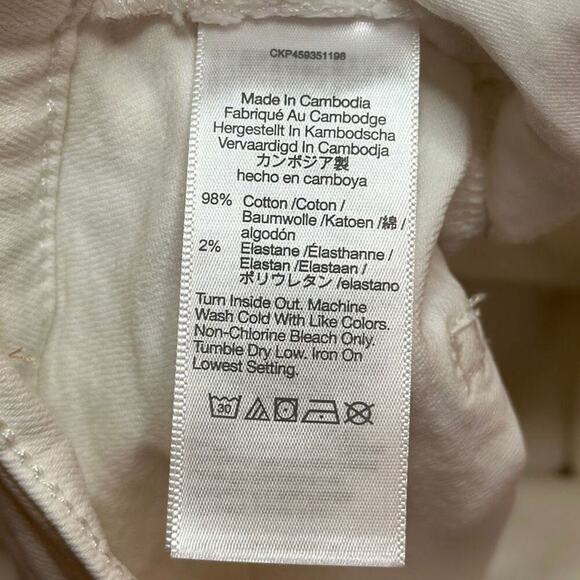 CKP459351198
Made In Cambodia
Fabriqué Au Cambodge
Hergestellt In Kambodscha
Vervaardigd In Cambodja
カンボジア製
hecho en camboya
98% Cotton /Coton /
Baumwolle /Katoen /綿 /
algodón
2% Elastane /Élasthanne /
Elastan /Elastaan /
ポリウレタン /elastano
Turn Inside Out. Machine
Wash Cold With Like Colors.
Non-Chlorine Bleach Only.
Tumble Dry Low. Iron On
Lowest Setting.
30